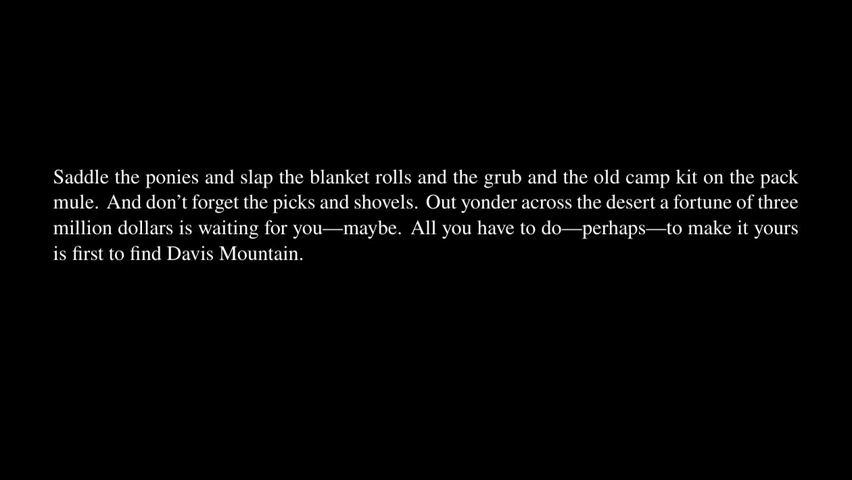 Saddle the ponies and slap the blanket rolls and the grub and the old camp kit on the pack
mule. And don’t forget the picks and shovels. Out yonder across the desert a fortune of three
million dollars is waiting for you—maybe. All you have to do—perhaps—to make it yours
is first to find Davis Mountain.